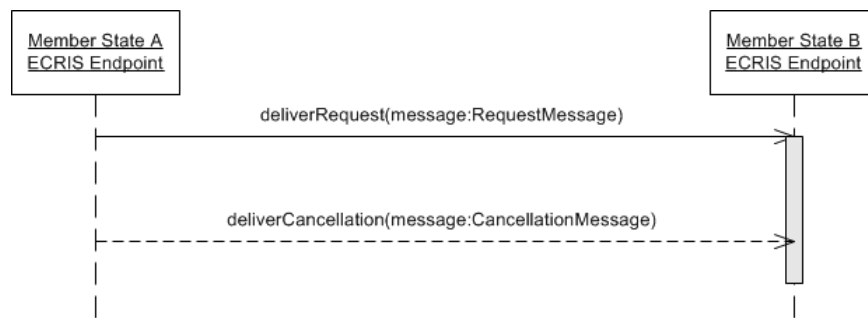 Member State A
ECRIS Endpoint
Member State B
ECRIS Endpoint
deliverRequest(message:RequestMessage)
deliverCancellation(message:CancellationMessage)